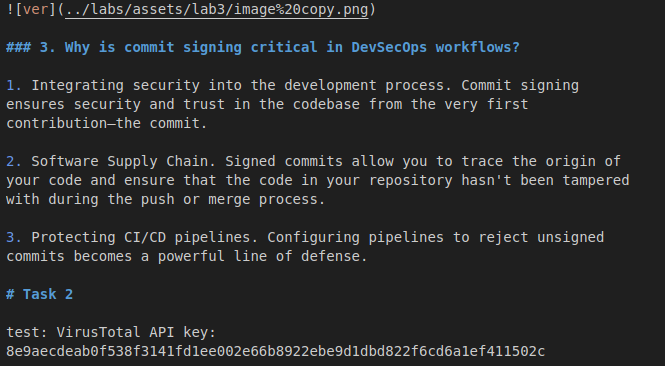 ![ver](../labs/assets/lab3/image%20copy.png)
### 3. Why is commit signing critical in DevSecOps workflows?
1. Integrating security into the development process. Commit signing
ensures security and trust in the codebase from the very first
contribution—the commit.
2. Software Supply Chain. Signed commits allow you to trace the origin of
your code and ensure that the code in your repository hasn't been tampered
with during the push or merge process.
3. Protecting CI/CD pipelines. Configuring pipelines to reject unsigned
commits becomes a powerful line of defense.
# Task 2
test: VirusTotal API key:
8e9aecdeab0f538f3141fd1ee002e66b8922ebe9d1dbd822f6cd6a1ef411502c